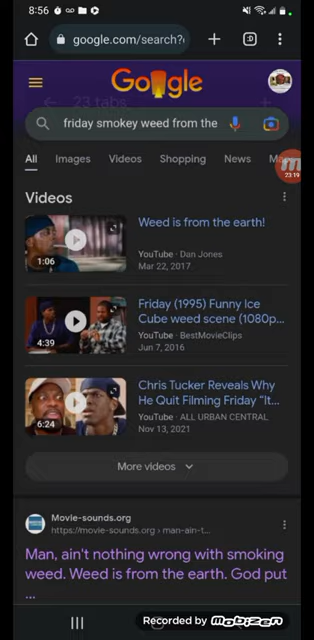 8:56
google.com/search?
:D
Google
23 tabs
friday smokey weed from the
All Images Videos Shopping News
23:19
Videos
Weed is from the earth!
YouTube · Dan Jones
Mar 22, 2017
1:06
Friday (1995) Funny Ice
Cube weed scene (1080p...
YouTube · BestMovieClips
Jun 7, 2016
4:39
Chris Tucker Reveals Why
He Quit Filming Friday "It...
YouTube · ALL URBAN CENTRAL
Nov 13, 2021
6:24
More videos
Movie-sounds.org
https://movie-sounds.org › man-ain-t...
Man, ain't nothing wrong with smoking
weed. Weed is from the earth. God put
...
Recorded by Mobizen